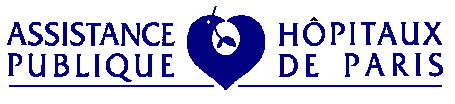 ASSISTANCE
PUBLIQUE
HÔPITAUX
DE PARIS